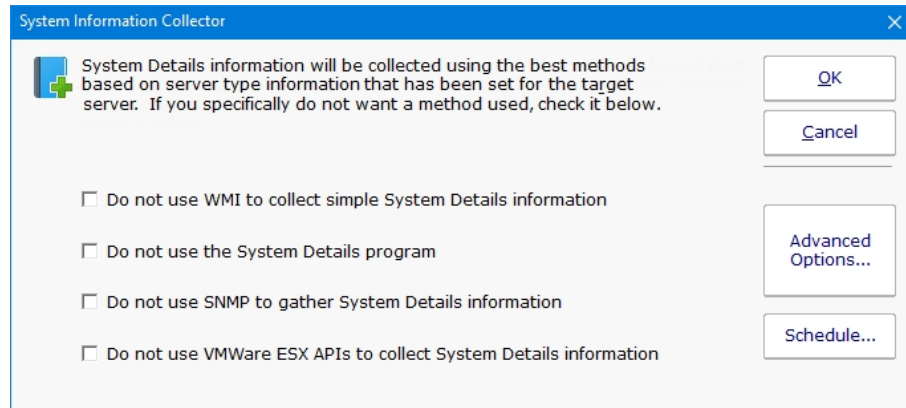 System Information Collector
System Details information will be collected using the best methods
based on server type information that has been set for the target
server. If you specifically do not want a method used, check it below.
OK
Cancel
Do not use WMI to collect simple System Details information
Do not use the System Details program
Do not use SNMP to gather System Details information
Do not use VMWare ESX APIs to collect System Details information
Advanced
Options...
Schedule...